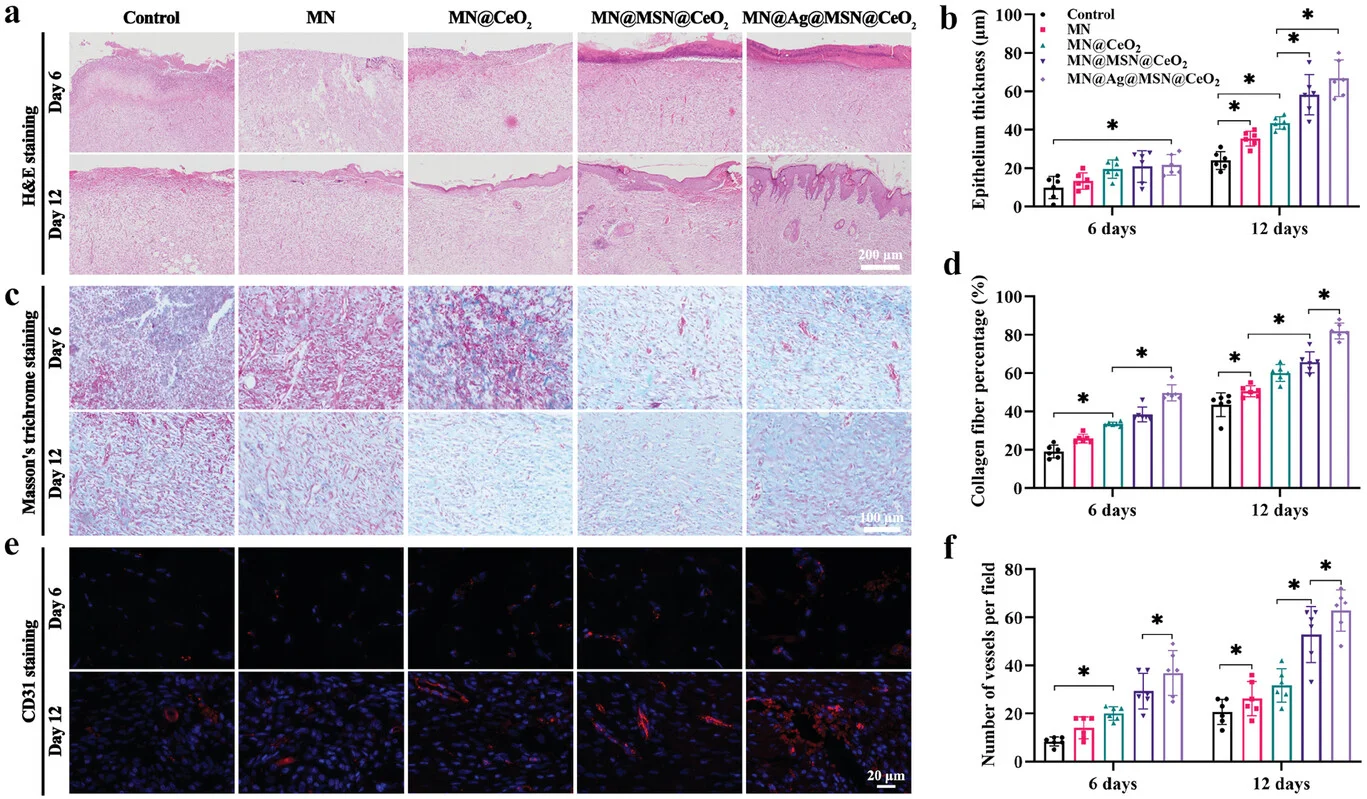 a
Control
MN
MN@CeO₂
MN@MSN@CeO₂
MN@Ag@MSN@CeO₂
H&E staining
Day 6
Day 12
200 μm
b
Epithelium thickness (μm)
100
80
60
40
20
0
Control
MN
MN@CeO₂
MN@MSN@CeO₂
MN@Ag@MSN@CeO₂
*
*
*
*
*
6 days
12 days
c
Masson's trichrome staining
Day 6
Day 12
100 μm
d
Collagen fiber percentage (%)
100
80
60
40
20
0
*
*
*
*
*
6 days
12 days
e
CD31 staining
Day 6
Day 12
20 μm
f
Number of vessels per field
80
60
40
20
0
*
*
*
*
*
6 days
12 days